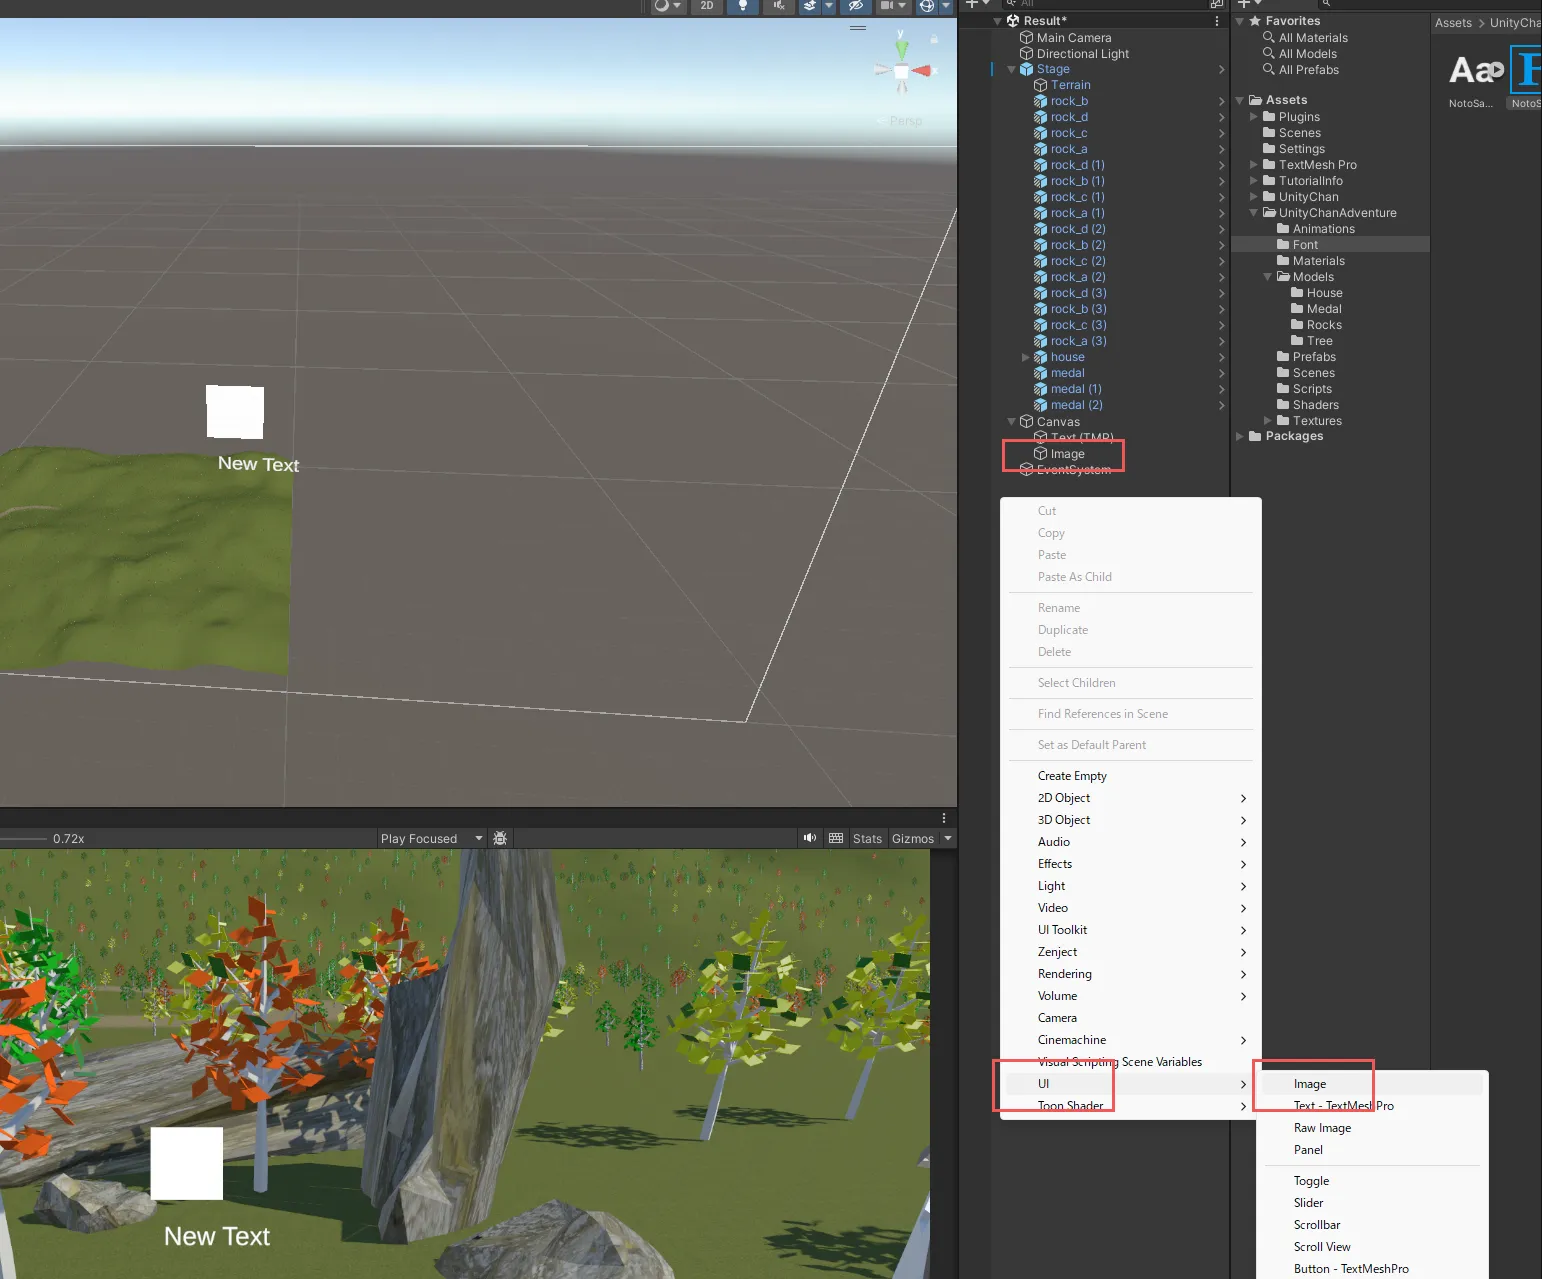 2D
All
Result*
Main Camera
Directional Light
Stage
Terrain
rock_b
rock_d
rock_c
rock_a
rock_d (1)
rock_b (1)
rock_c (1)
rock_a (1)
rock_d (2)
rock_b (2)
rock_c (2)
rock_a (2)
rock_d (3)
rock_b (3)
rock_c (3)
rock_a (3)
house
medal
medal (1)
medal (2)
Canvas
Text (TMP)
Image
EventSystem
Favorites
All Materials
All Models
All Prefabs
Assets
Plugins
Scenes
Settings
TextMesh Pro
TutorialInfo
UnityChan
UnityChanAdventure
Animations
Font
Materials
Models
House
Medal
Rocks
Tree
Prefabs
Scenes
Scripts
Shaders
Textures
Packages
Assets > UnityCha
Aa
F
NotoSa...
NotoS
y
x
Persp
New Text
Cut
Copy
Paste
Paste As Child
Rename
Duplicate
Delete
Select Children
Find References in Scene
Set as Default Parent
Create Empty
2D Object
3D Object
Audio
Effects
Light
Video
UI Toolkit
Zenject
Rendering
Volume
Camera
Cinemachine
Visual Scripting Scene Variables
UI
Toon Shader
Image
Text - TextMeshPro
Raw Image
Panel
Toggle
Slider
Scrollbar
Scroll View
Button - TextMeshPro
0.72x
Play Focused
Stats
Gizmos
New Text